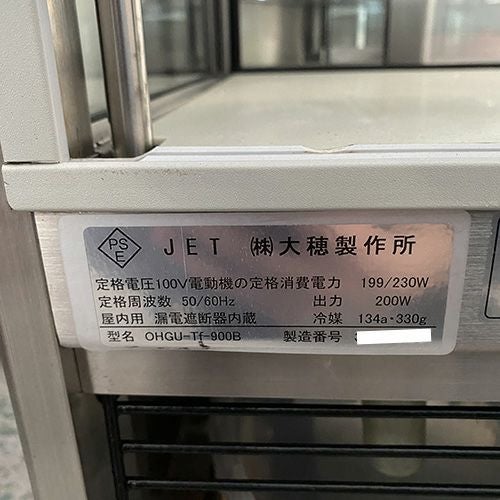 PS
E
JET ㈱大穂製作所
定格電圧100V電動機の定格消費電力 199/230W
定格周波数 50/60Hz 出力 200W
屋内用 漏電遮断器内蔵 冷媒 134a・330g
型名 OHGU-Tf-900B 製造番号